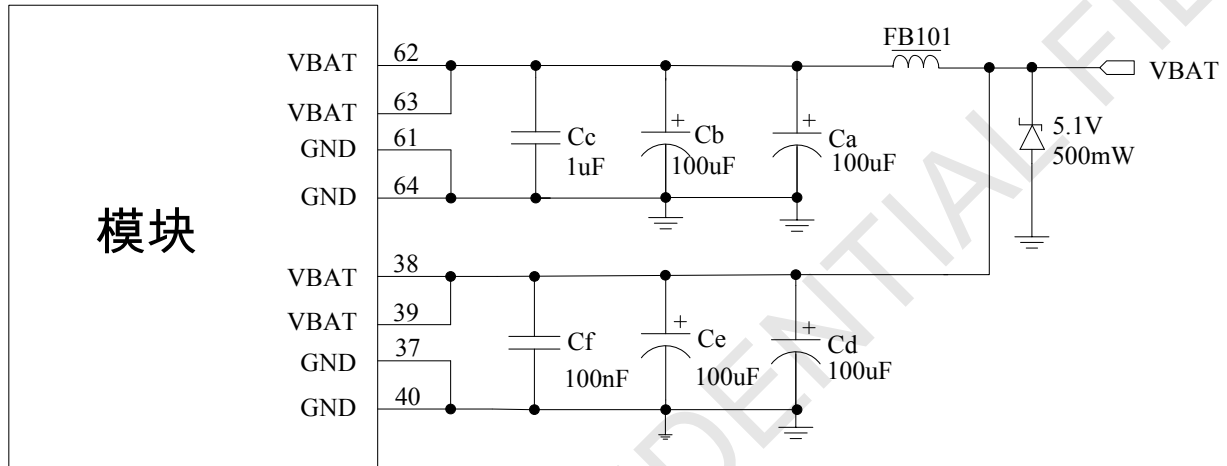 FB101
VBAT 62
VBAT
VBAT 63
GND 61
GND 64
Cc
1uF
+
Cb
100uF
+
Ca
100uF
5.1V
500mW
模块
VBAT 38
VBAT 39
GND 37
GND 40
Cf
100nF
+
Ce
100uF
+
Cd
100uF